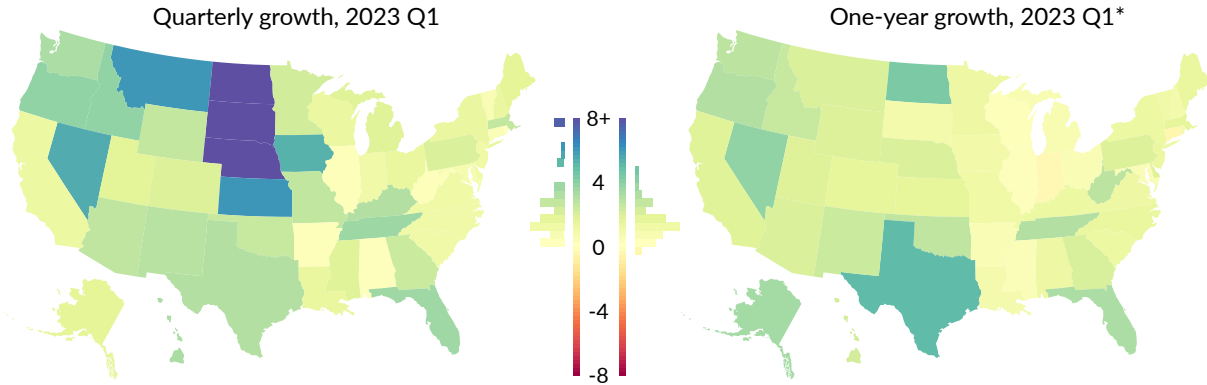 Quarterly growth, 2023 Q1
One-year growth, 2023 Q1*
8+
4
0
-4
-8